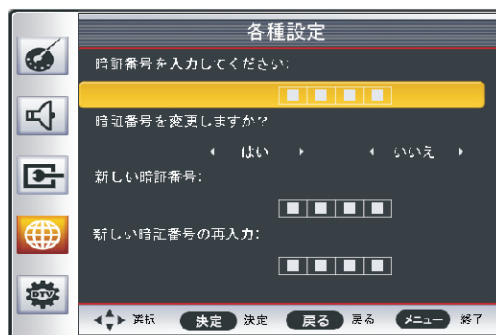 各種設定
暗証番号を入力してください:
暗証番号を変更しますか?
はい いいえ
新しい暗証番号:
新しい暗証番号の再入力:
DTV
選択 決定 決定 戻る 戻る メニュー 終了